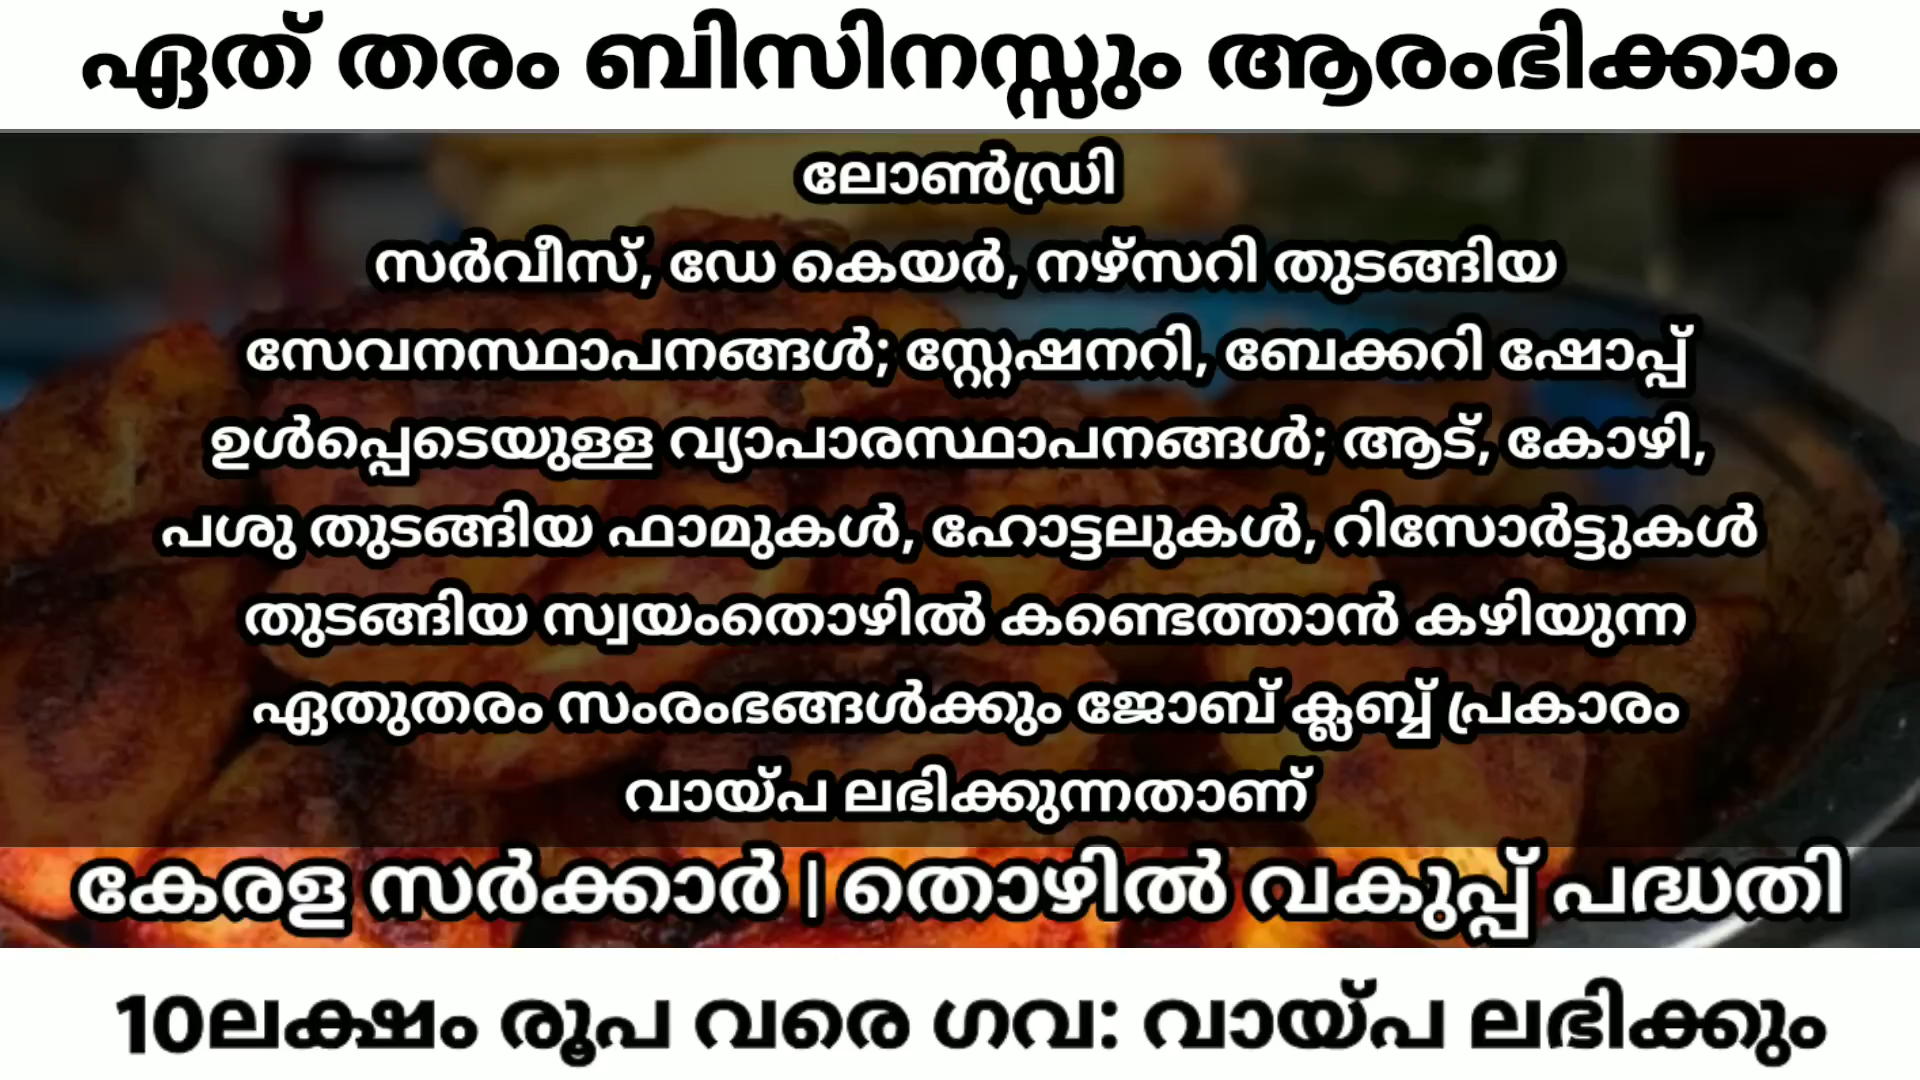 ഏത് തരം ബിസിനസ്സും ആരംഭിക്കാം
ലോൺഡ്രി
സർവീസ്, ഡേ കെയർ, നഴ്സറി തുടങ്ങിയ
സേവനസ്ഥാപനങ്ങൾ; സ്റ്റേഷനറി, ബേക്കറി ഷോപ്പ്
ഉൾപ്പെടെയുള്ള വ്യാപാരസ്ഥാപനങ്ങൾ; ആട്, കോഴി,
പശു തുടങ്ങിയ ഫാമുകൾ, ഹോട്ടലുകൾ, റിസോർട്ടുകൾ
തുടങ്ങിയ സ്വയംതൊഴിൽ കണ്ടെത്താൻ കഴിയുന്ന
ഏതുതരം സംരംഭങ്ങൾക്കും ജോബ് ക്ലബ്ബ് പ്രകാരം
വായ്പ ലഭിക്കുന്നതാണ്
കേരള സർക്കാർ | തൊഴിൽ വകുപ്പ് പദ്ധതി
10ലക്ഷം രൂപ വരെ ഗവ: വായ്പ ലഭിക്കും